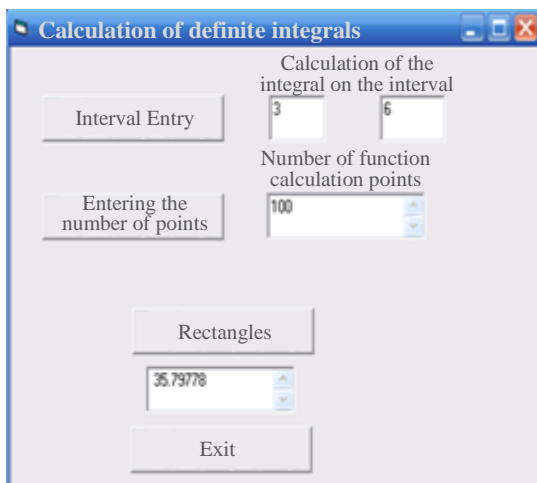 Calculation of definite integrals
Calculation of the
integral on the interval
Interval Entry
3
6
Number of function
calculation points
Entering the
number of points
100
Rectangles
35.79778
Exit